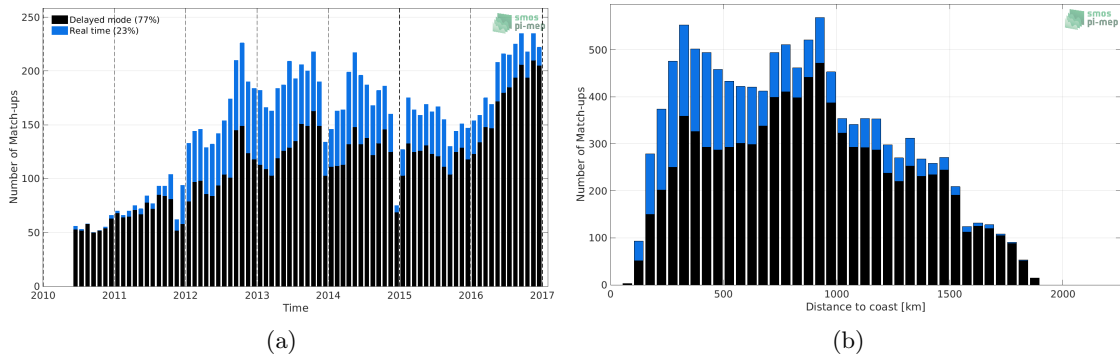 Delayed mode (77%)
Real time (23%)
smos
pi-mep
250
200
150
100
50
0
Number of Match-ups
2010 2011 2012 2013 2014 2015 2016 2017
Time
(a)
smos
pi-mep
500
400
300
200
100
0
Number of Match-ups
0 500 1000 1500 2000
Distance to coast [km]
(b)